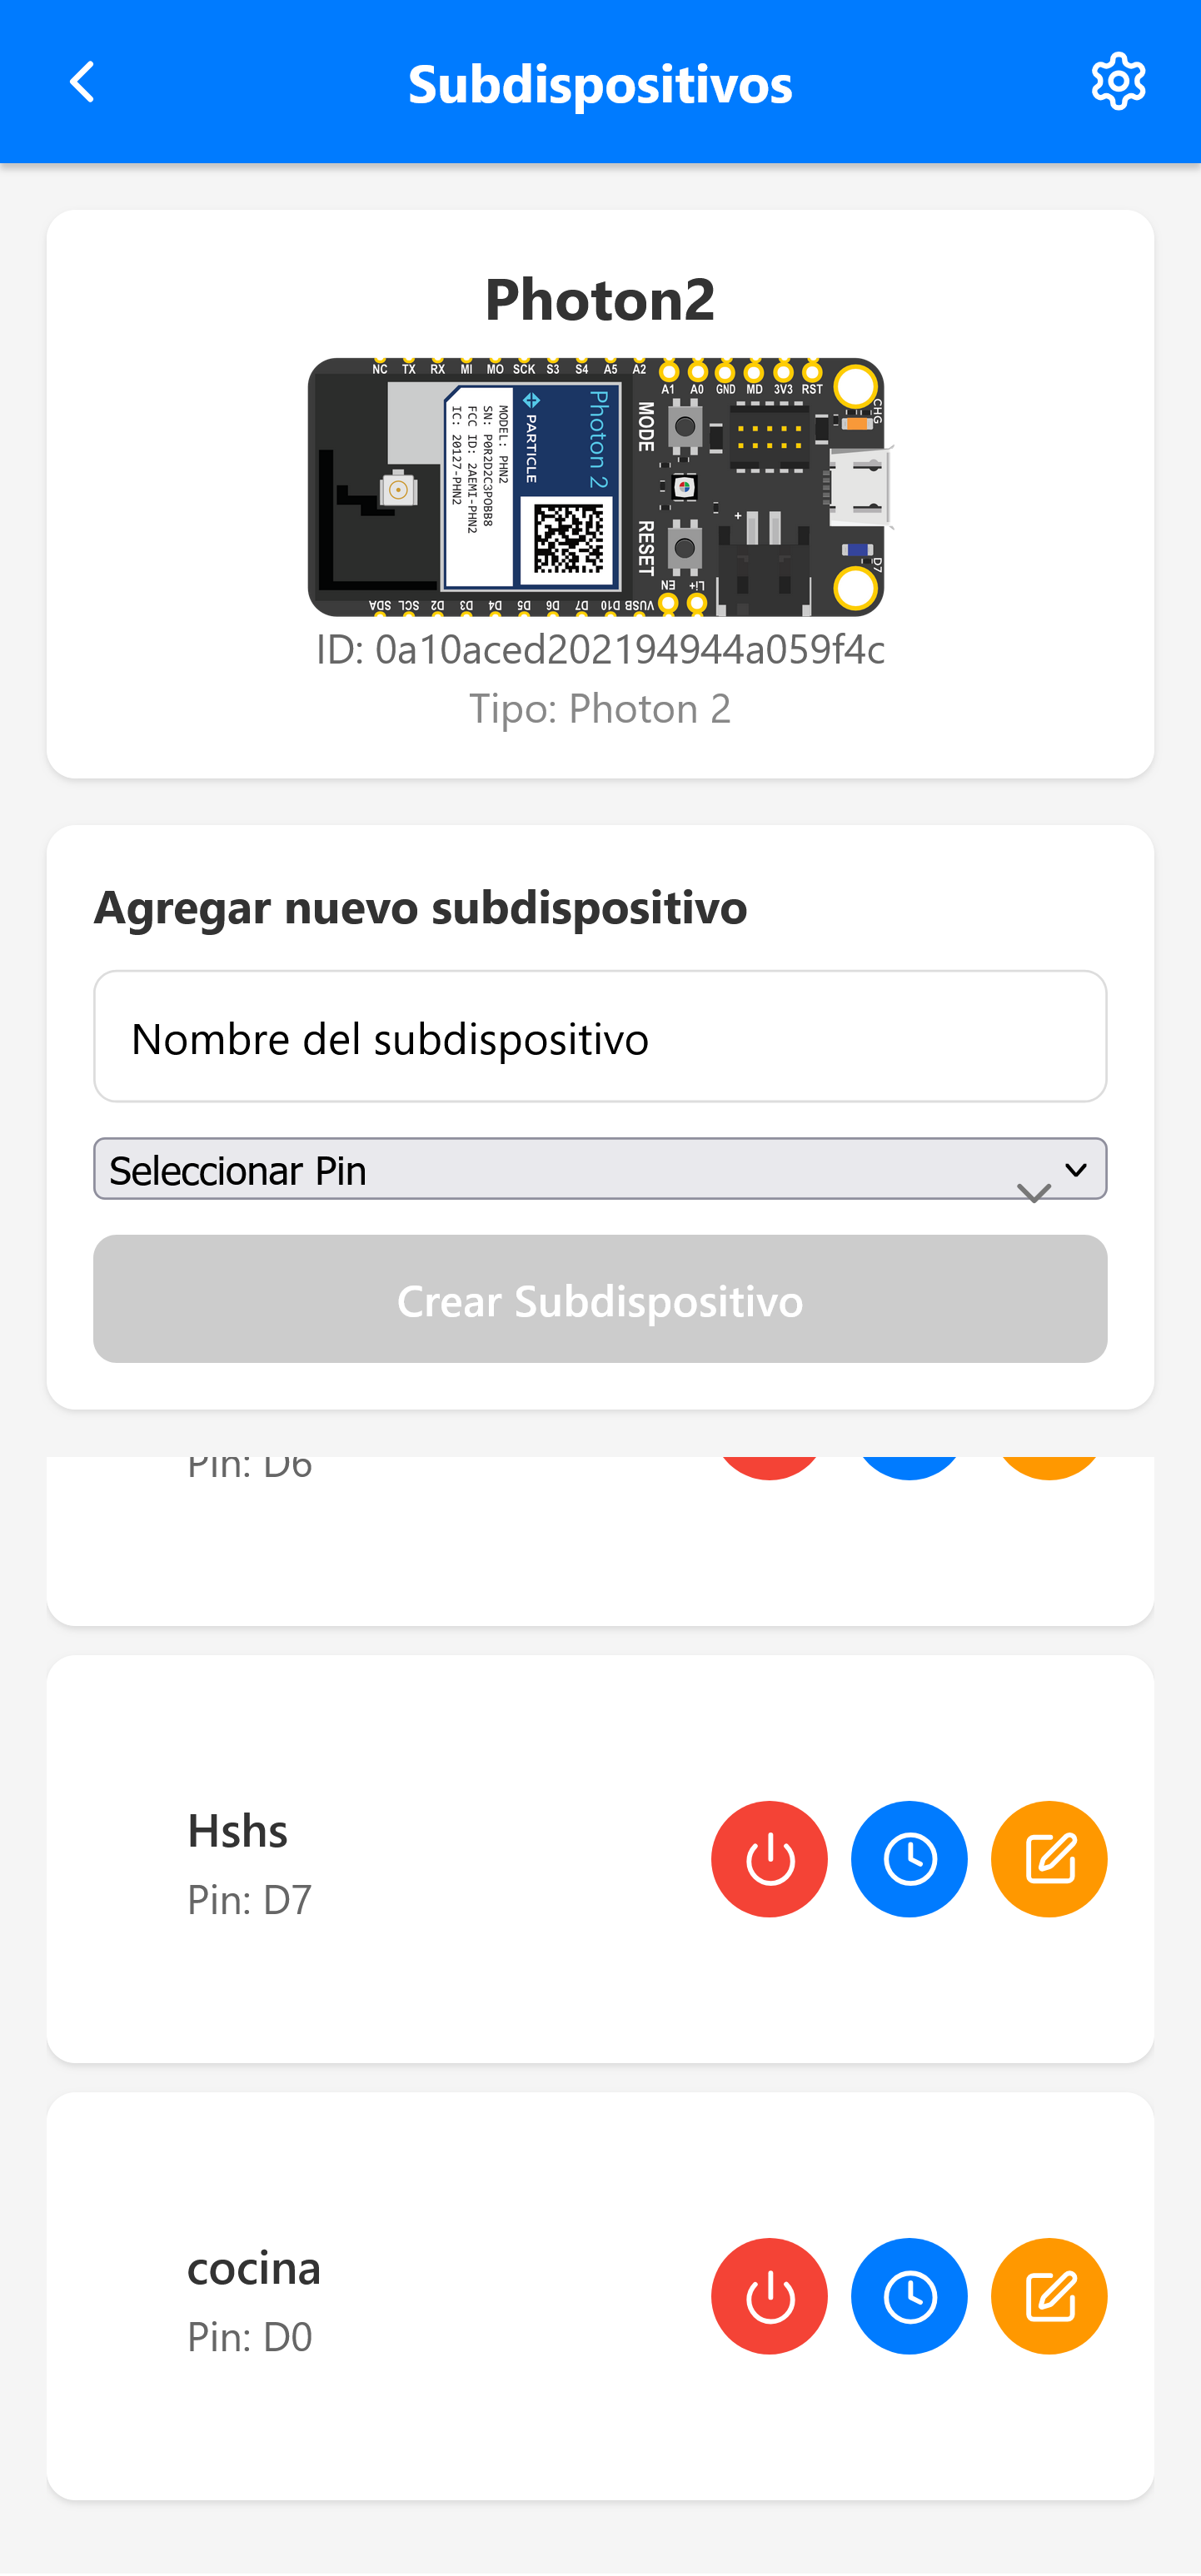 Subdispositivos
Photon2
NC TX RX MI MO SCK S3 S4 A5 A2
A1 A0 GND MD 3V3 RST
CHG
MODE
Photon 2
PARTICLE
MODEL: PHN2
SN: P0R2D2C3POBB8
FCC ID: 2AEMI-PHN2
IC: 20127-PHN2
RESET
+
D7
EN Li+
SDA SCL D2 D3 D4 D5 D6 D7 D10 VUSB
ID: 0a10aced202194944a059f4c
Tipo: Photon 2
Agregar nuevo subdispositivo
Nombre del subdispositivo
Seleccionar Pin
Crear Subdispositivo
Pin: D6
Hshs
Pin: D7
cocina
Pin: D0